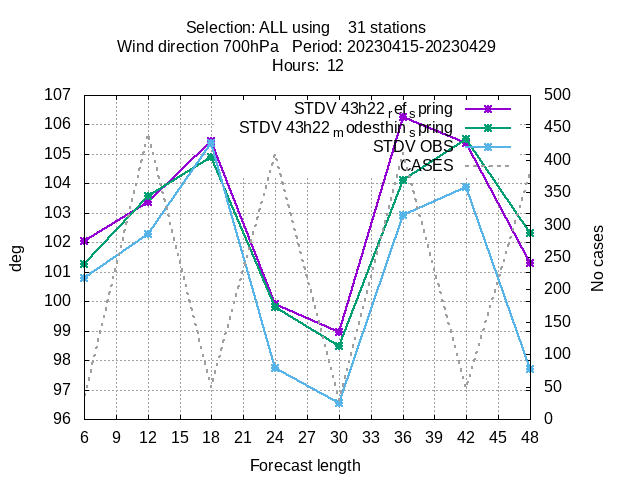 Selection: ALL using 31 stations
Wind direction 700hPa Period: 20230415-20230429
Hours: 12
STDV 43h22_ref_spring
STDV 43h22_modesthin_spring
STDV OBS
CASES
107
106
105
104
103
102
101
100
99
98
97
96
500
450
400
350
300
250
200
150
100
50
0
deg
No cases
6 9 12 15 18 21 24 27 30 33 36 39 42 45 48
Forecast length